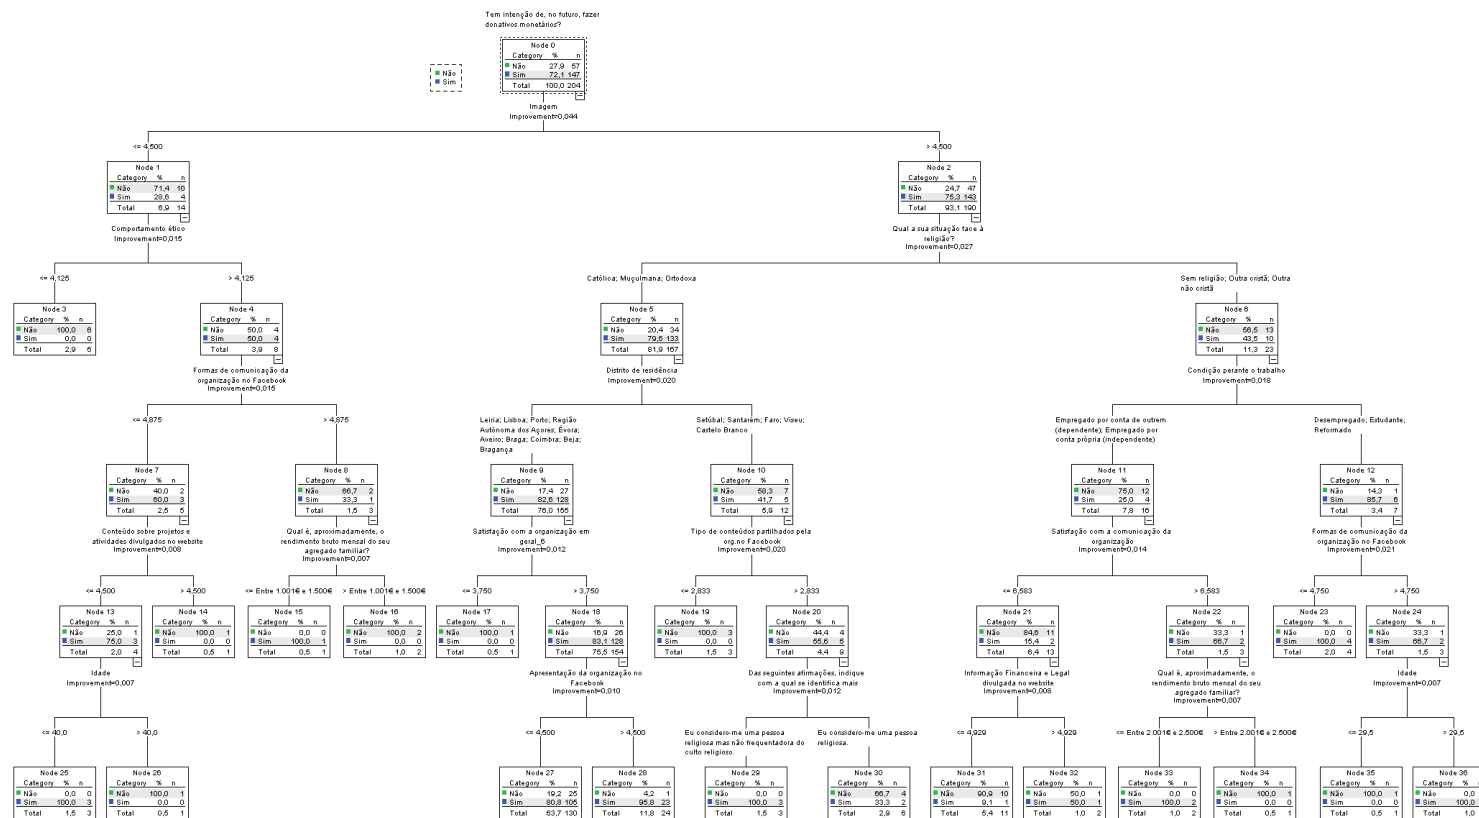 Tem intenção de, no futuro, fazer
donativos monetários?
Node 0
Category % n
Não 27,9 57
Sim 72,1 147
Total 100,0 204
Não
Sim
Imagem
Improvement=0,044
<= 4,500
> 4,500
Node 1
Category % n
Não 71,4 10
Sim 28,6 4
Total 6,9 14
Node 2
Category % n
Não 24,7 47
Sim 75,3 143
Total 93,1 190
Comportamento ético
Improvement=0,015
Qual a sua situação face à
religião?
Improvement=0,027
<= 4,125
> 4,125
Católica; Muçulmana; Ortodoxa
Sem religião; Outra cristã; Outra
não cristã
Node 3
Category % n
Não 100,0 6
Sim 0,0 0
Total 2,9 6
Node 4
Category % n
Não 50,0 4
Sim 50,0 4
Total 3,9 8
Node 5
Category % n
Não 20,4 34
Sim 79,6 133
Total 81,9 167
Node 6
Category % n
Não 56,5 13
Sim 43,5 10
Total 11,3 23
Formas de comunicação da
organização no Facebook
Improvement=0,015
Distrito de residência
Improvement=0,020
Condição perante o trabalho
Improvement=0,018
<= 4,875
> 4,875
Leiria; Lisboa; Porto; Região
Autónoma dos Açores; Évora;
Aveiro; Braga; Coimbra; Beja;
Bragança
Setúbal; Santarém; Faro; Viseu;
Castelo Branco
Empregado por conta de outrem
(dependente); Empregado por
conta própria (independente)
Desempregado; Estudante;
Reformado
Node 7
Category % n
Não 40,0 2
Sim 60,0 3
Total 2,5 5
Node 8
Category % n
Não 66,7 2
Sim 33,3 1
Total 1,5 3
Node 9
Category % n
Não 17,4 27
Sim 82,6 128
Total 76,0 155
Node 10
Category % n
Não 58,3 7
Sim 41,7 5
Total 5,9 12
Node 11
Category % n
Não 75,0 12
Sim 25,0 4
Total 7,8 16
Node 12
Category % n
Não 14,3 1
Sim 85,7 6
Total 3,4 7
Conteúdo sobre projetos e
atividades divulgados no website
Improvement=0,008
Qual é, aproximadamente, o
rendimento bruto mensal do seu
agregado familiar?
Improvement=0,007
Satisfação com a organização em
geral_6
Improvement=0,012
Tipo de conteúdos partilhados pela
org.no Facebook
Improvement=0,020
Satisfação com a comunicação da
organização
Improvement=0,014
Formas de comunicação da
organização no Facebook
Improvement=0,021
<= 4,500
> 4,500
<= Entre 1.001€ e 1.500€
> Entre 1.001€ e 1.500€
<= 3,750
> 3,750
<= 2,833
> 2,833
<= 6,583
> 6,583
<= 4,750
> 4,750
Node 13
Category % n
Não 25,0 1
Sim 75,0 3
Total 2,0 4
Node 14
Category % n
Não 100,0 1
Sim 0,0 0
Total 0,5 1
Node 15
Category % n
Não 0,0 0
Sim 100,0 1
Total 0,5 1
Node 16
Category % n
Não 100,0 2
Sim 0,0 0
Total 1,0 2
Node 17
Category % n
Não 100,0 1
Sim 0,0 0
Total 0,5 1
Node 18
Category % n
Não 16,9 26
Sim 83,1 128
Total 75,5 154
Node 19
Category % n
Não 100,0 3
Sim 0,0 0
Total 1,5 3
Node 20
Category % n
Não 44,4 4
Sim 55,6 5
Total 4,4 9
Node 21
Category % n
Não 84,6 11
Sim 15,4 2
Total 6,4 13
Node 22
Category % n
Não 33,3 1
Sim 66,7 2
Total 1,5 3
Node 23
Category % n
Não 0,0 0
Sim 100,0 4
Total 2,0 4
Node 24
Category % n
Não 33,3 1
Sim 66,7 2
Total 1,5 3
Idade
Improvement=0,007
Apresentação da organização no
Facebook
Improvement=0,010
Das seguintes afirmações, indique
com a qual se identifica mais
Improvement=0,012
Informação Financeira e Legal
divulgada no website
Improvement=0,008
Qual é, aproximadamente, o
rendimento bruto mensal do seu
agregado familiar?
Improvement=0,007
Idade
Improvement=0,007
<= 40,0
> 40,0
<= 4,500
> 4,500
Eu considero-me uma pessoa
religiosa mas não frequentadora do
culto religioso.
Eu considero-me uma pessoa
religiosa.
<= 4,929
> 4,929
<= Entre 2.001€ e 2.500€
> Entre 2.001€ e 2.500€
<= 29,5
> 29,5
Node 25
Category % n
Não 0,0 0
Sim 100,0 3
Total 1,5 3
Node 26
Category % n
Não 100,0 1
Sim 0,0 0
Total 0,5 1
Node 27
Category % n
Não 19,2 25
Sim 80,8 105
Total 63,7 130
Node 28
Category % n
Não 4,2 1
Sim 95,8 23
Total 11,8 24
Node 29
Category % n
Não 0,0 0
Sim 100,0 3
Total 1,5 3
Node 30
Category % n
Não 66,7 4
Sim 33,3 2
Total 2,9 6
Node 31
Category % n
Não 90,9 10
Sim 9,1 1
Total 5,4 11
Node 32
Category % n
Não 50,0 1
Sim 50,0 1
Total 1,0 2
Node 33
Category % n
Não 0,0 0
Sim 100,0 2
Total 1,0 2
Node 34
Category % n
Não 100,0 1
Sim 0,0 0
Total 0,5 1
Node 35
Category % n
Não 100,0 1
Sim 0,0 0
Total 0,5 1
Node 36
Category %
Não 0,0
Sim 100,0
Total 1,0